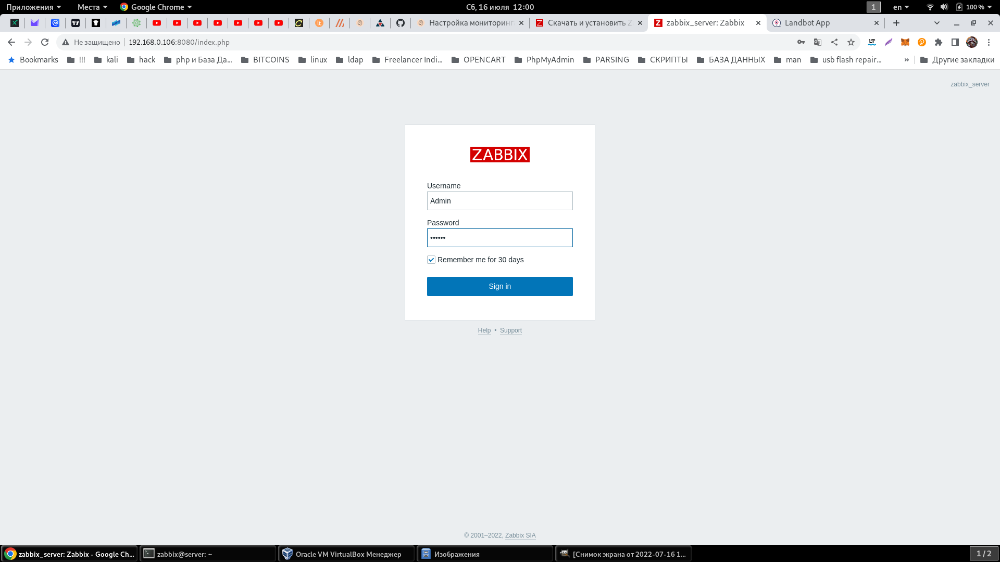 Приложения Места Google Chrome Сб, 16 июля 12:00 1 en 100 %
Настройка мониторинг Скачать и установить Z zabbix_server: Zabbix Landbot App
Не защищено 192.168.0.106:8080/index.php
Bookmarks !!! kali hack php и База Да... BITCOINS linux ldap Freelancer Indi... OPENCART PhpMyAdmin PARSING СКРИПТЫ БАЗА ДАННЫХ man usb flash repair... » Другие закладки
zabbix_server
ZABBIX
Username
Admin
Password
••••••
Remember me for 30 days
Sign in
Help • Support
© 2001–2022, Zabbix SIA
zabbix_server: Zabbix - Google Ch... zabbix@server: ~ Oracle VM VirtualBox Менеджер Изображения [Снимок экрана от 2022-07-16 1... 1 / 2